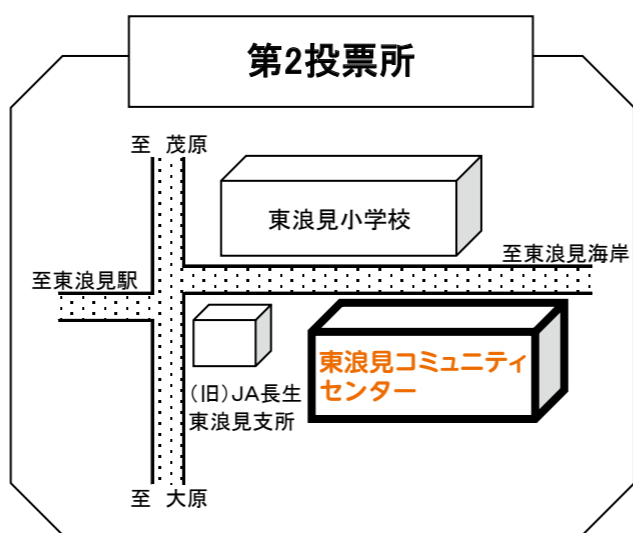 第2投票所
至 茂原
東浪見小学校
至東浪見海岸
至東浪見駅
東浪見コミュニティ
センター
(旧)JA長生
東浪見支所
至 大原